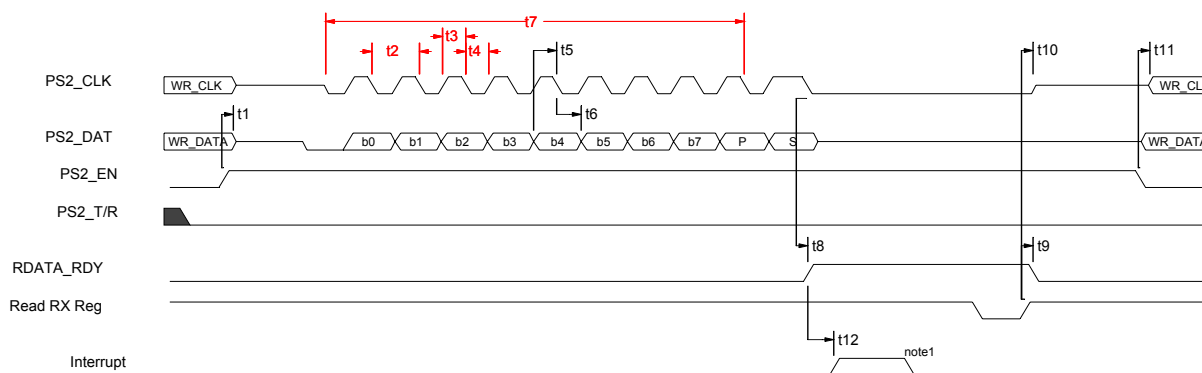 t7
t3
t2
t4
t5
t10
t11
PS2_CLK
WR_CLK
WR_CL
t1
t6
PS2_DAT
WR_DATA
b0
b1
b2
b3
b4
b5
b6
b7
P
S
WR_DATA
PS2_EN
PS2_T/R
t8
t9
RDATA_RDY
Read RX Reg
t12
note1
Interrupt